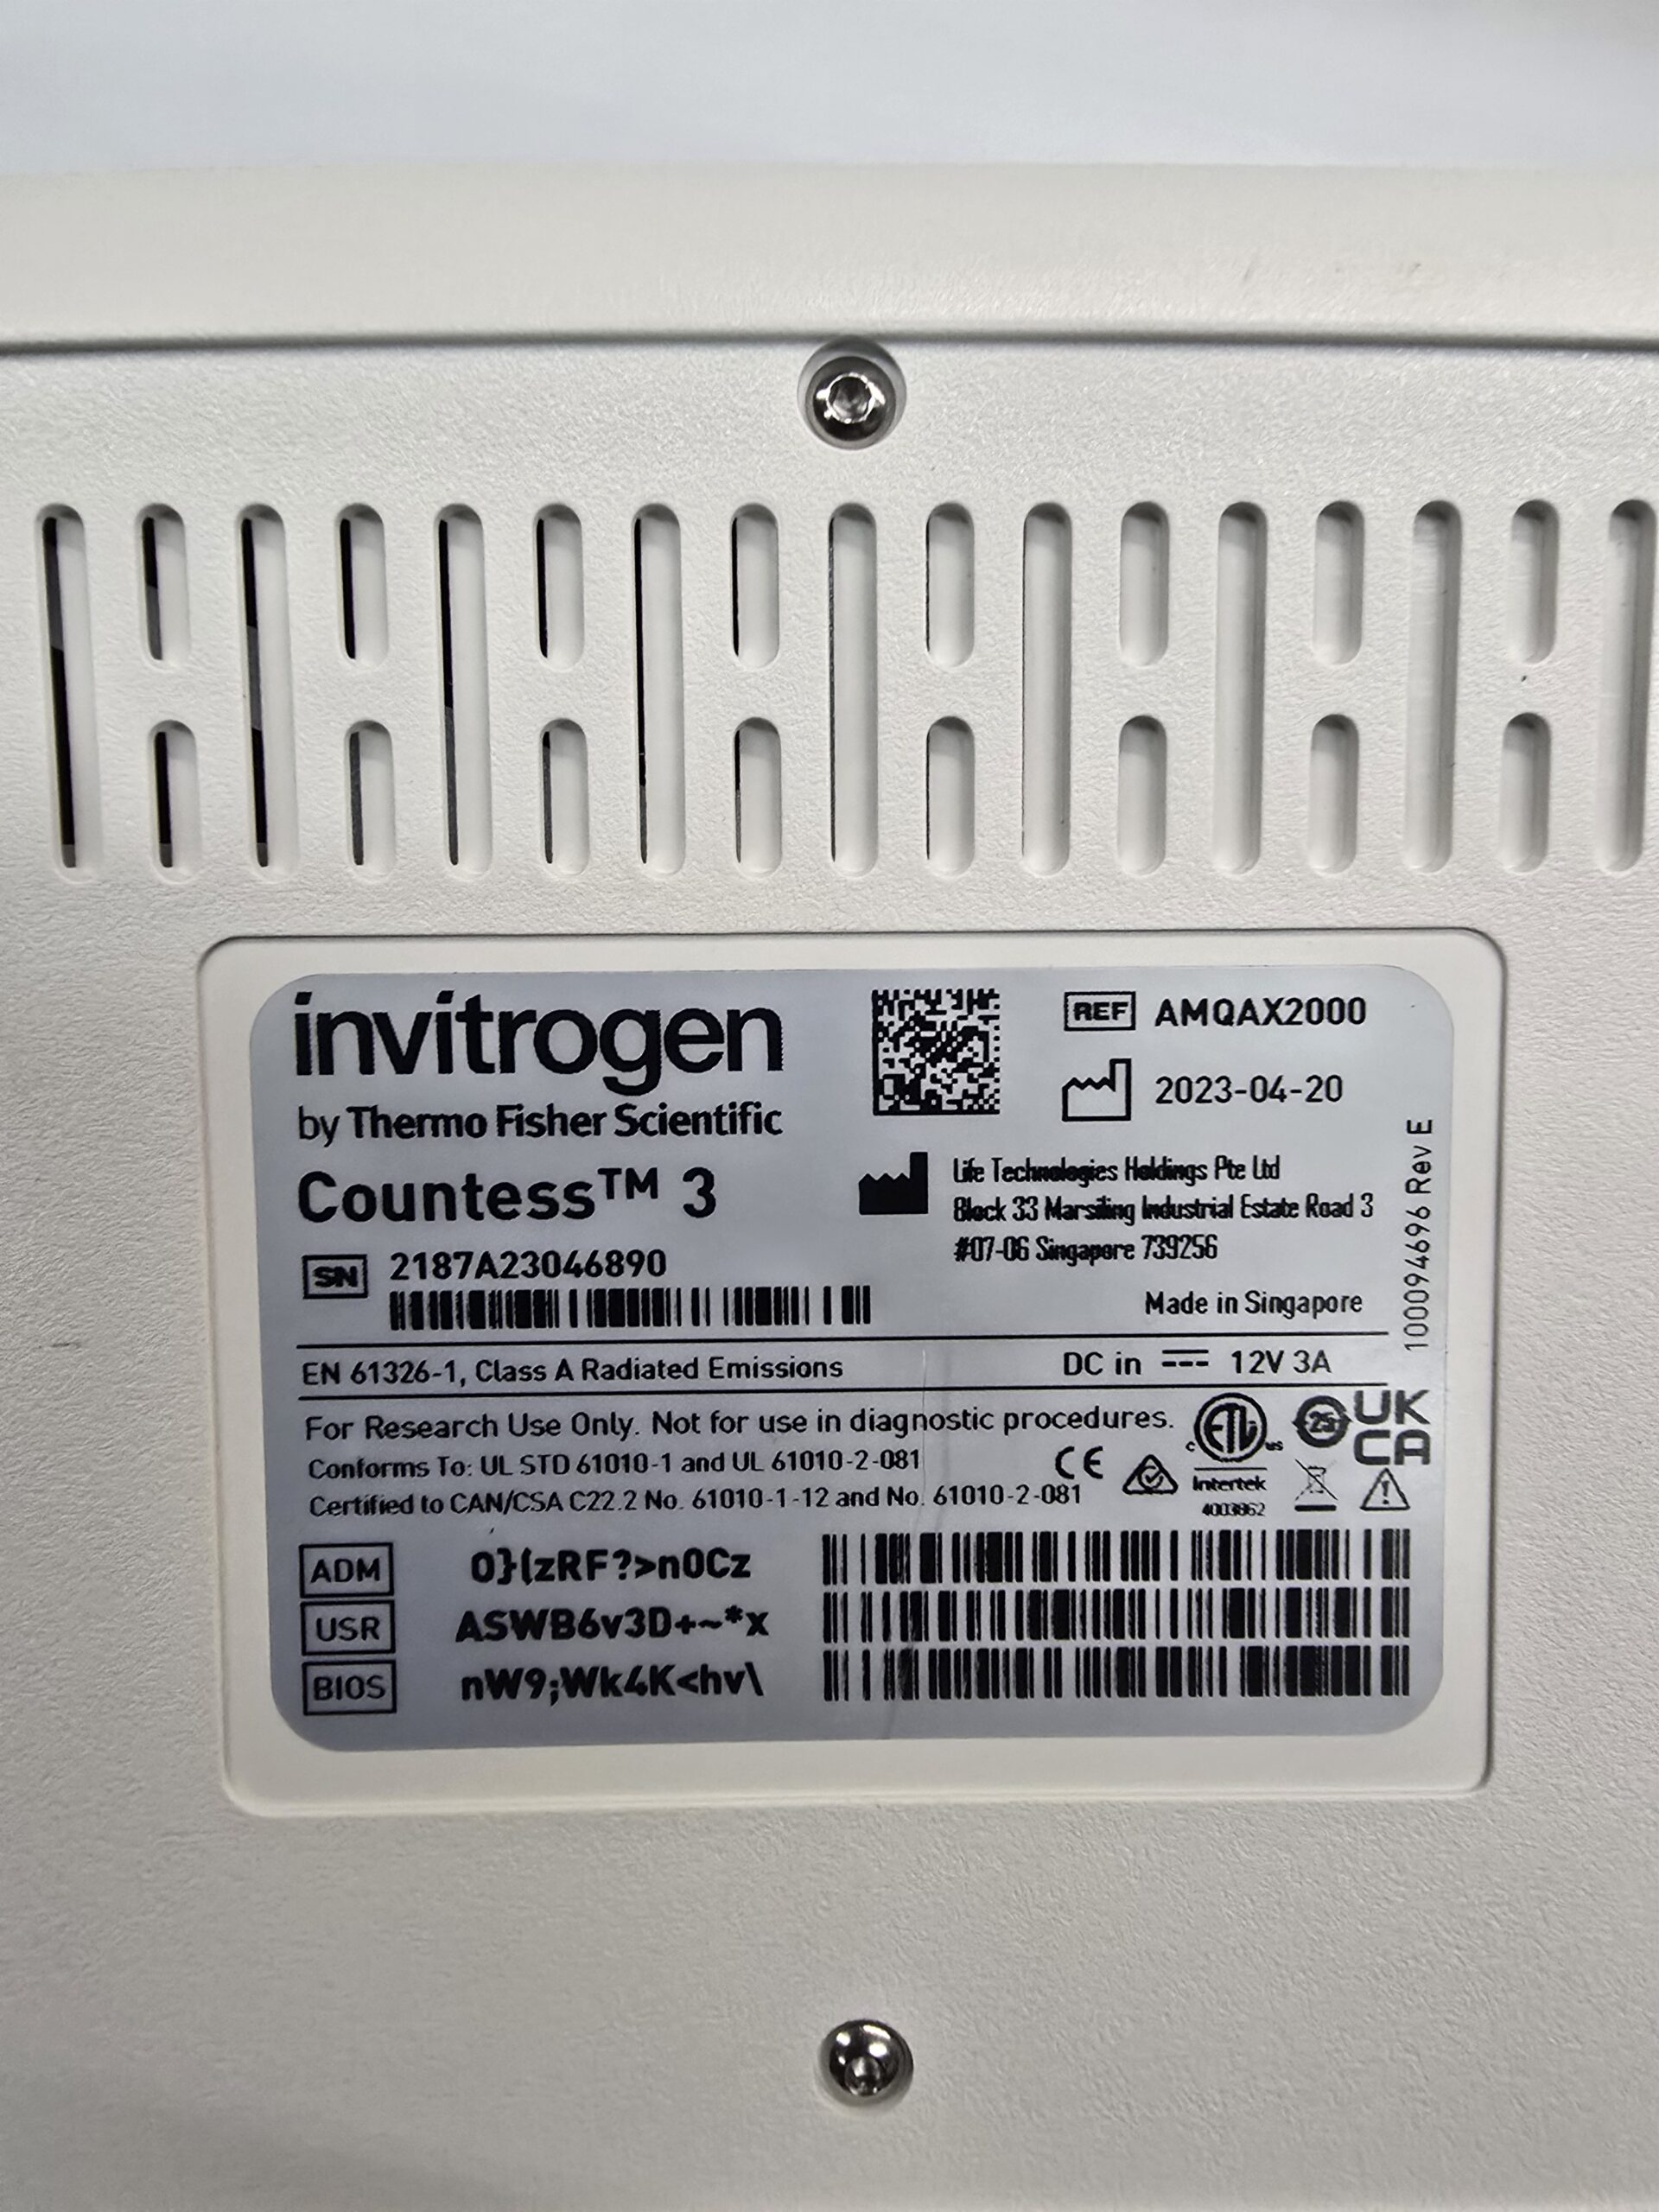 invitrogen
by Thermo Fisher Scientific
Countess™ 3
SN 2187A23046890
REF AMQAX2000
2023-04-20
Life Technologies Holdings Pte Ltd
Block 33 Marsiling Industrial Estate Road 3
#07-06 Singapore 739256
Made in Singapore
100094696 Rev E
EN 61326-1, Class A Radiated Emissions
DC in 12V 3A
For Research Use Only. Not for use in diagnostic procedures.
Conforms To: UL STD 61010-1 and UL 61010-2-081
Certified to CAN/CSA C22.2 No. 61010-1-12 and No. 61010-2-081
CE
c ETL us
Intertek
4003862
25
UK
CA
ADM 0}(zRF?>n0Cz
USR ASWB6v3D+~*x
BIOS nW9;Wk4K<hv\